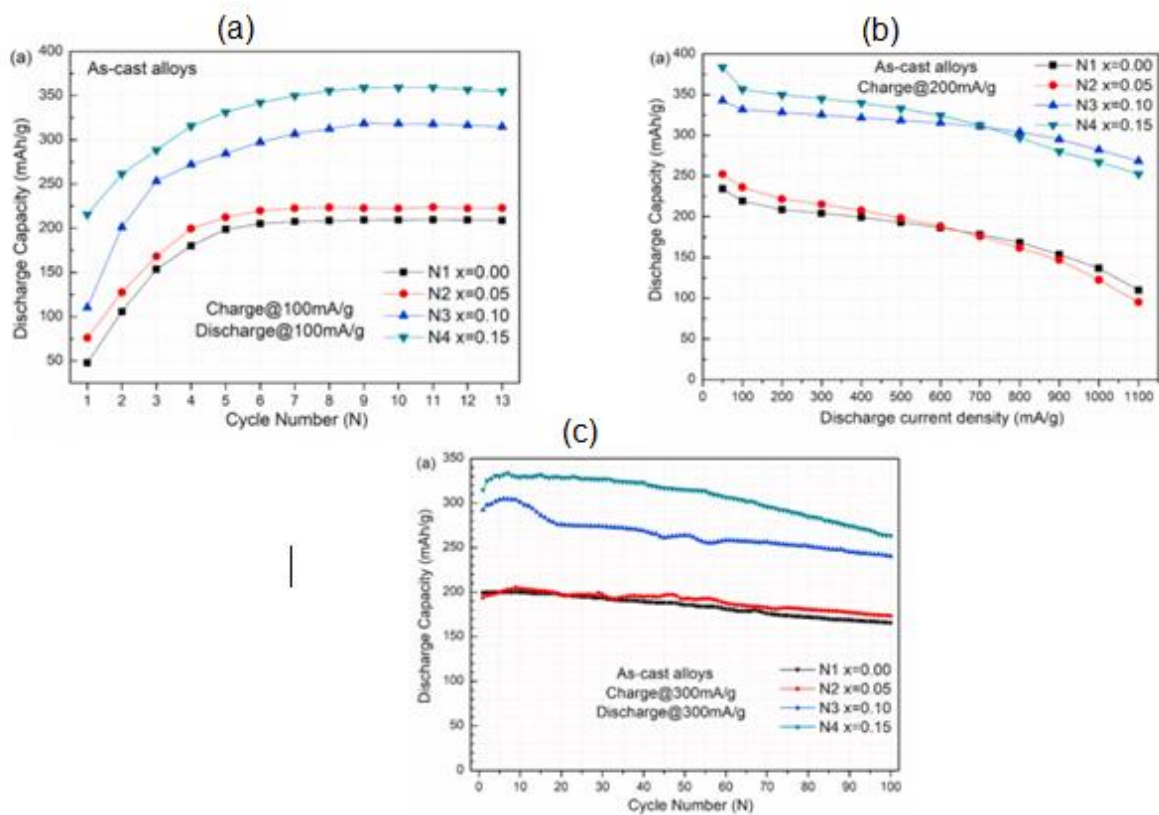 (a)
(a)
As-cast alloys
Charge@100mA/g
Discharge@100mA/g
N1 x=0.00
N2 x=0.05
N3 x=0.10
N4 x=0.15
Discharge Capacity (mAh/g)
400
350
300
250
200
150
100
50
1 2 3 4 5 6 7 8 9 10 11 12 13
Cycle Number (N)
(b)
(a)
As-cast alloys
Charge@200mA/g
N1 x=0.00
N2 x=0.05
N3 x=0.10
N4 x=0.15
Discharge Capacity (mAh/g)
400
350
300
250
200
150
100
50
0
0 100 200 300 400 500 600 700 800 900 1000 1100
Discharge current density (mA/g)
(c)
(a)
As-cast alloys
Charge@300mA/g
Discharge@300mA/g
N1 x=0.00
N2 x=0.05
N3 x=0.10
N4 x=0.15
Discharge Capacity (mAh/g)
350
300
250
200
150
100
50
0
0 10 20 30 40 50 60 70 80 90 100
Cycle Number (N)